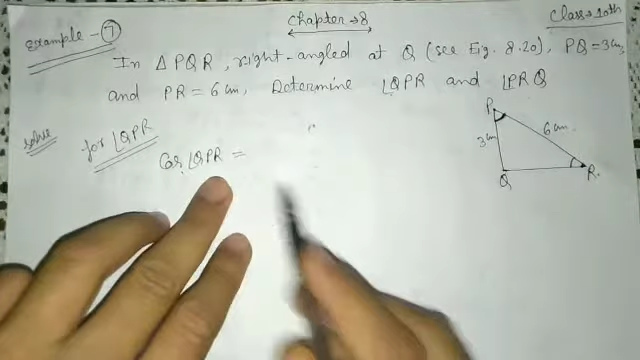 Chapter → 8
Class → 10th
example - 7
In △ PQR, right-angled at Q (see Fig. 8.20), PQ = 3 cm,
and PR = 6 cm, Determine ∠QPR and ∠PRQ
solve
for ∠QPR
Cos ∠QPR =
P
3cm
6 cm.
Q
R